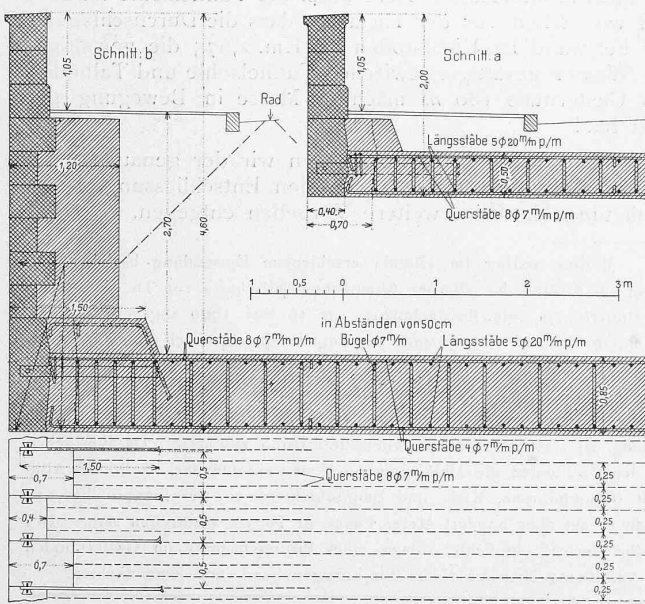 Schnitt: b
Schnitt: a
1,05
Rad
1,05
2,00
Längsstäbe 5 ϕ 20 m/m p/m
0,50
1,20
Querstäbe 8 ϕ 7 m/m p/m
0,40
0,70
2,70
4,60
1
0,5
0
1
2
3 m
1,50
in Abständen von 50 cm
Querstäbe 8 ϕ 7 m/m p/m
Bügel ϕ 7 m/m
Längsstäbe 5 ϕ 20 m/m p/m
0,85
Querstäbe 4 ϕ 7 m/m p/m
1,50
0,7
0,5
Querstäbe 8 ϕ 7 m/m p/m
0,25
0,25
0,4
0,5
0,25
0,25
0,7
0,5
0,25
0,25